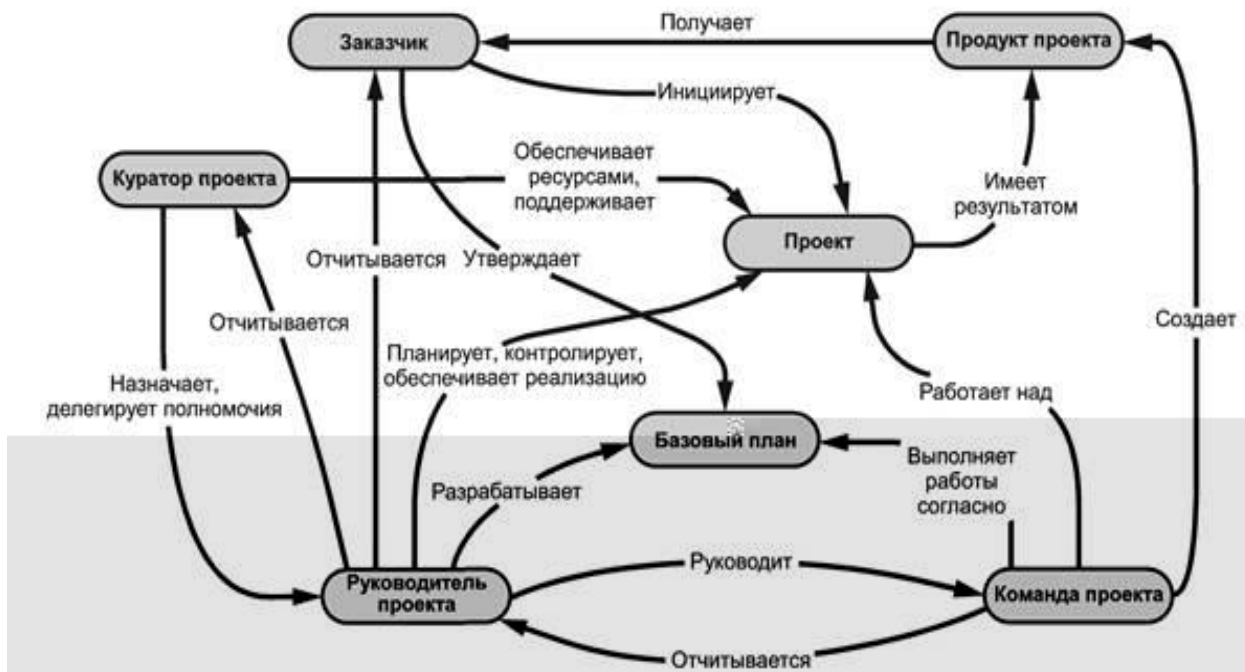 Получает
Заказчик
Продукт проекта
Инициирует
Обеспечивает
ресурсами,
поддерживает
Куратор проекта
Имеет
результатом
Проект
Отчитывается
Утверждает
Отчитывается
Создает
Планирует, контролирует,
обеспечивает реализацию
Назначает,
делегирует полномочия
Работает над
Базовый план
Выполняет
работы
согласно
Разрабатывает
Руководит
Руководитель
проекта
Команда проекта
Отчитывается